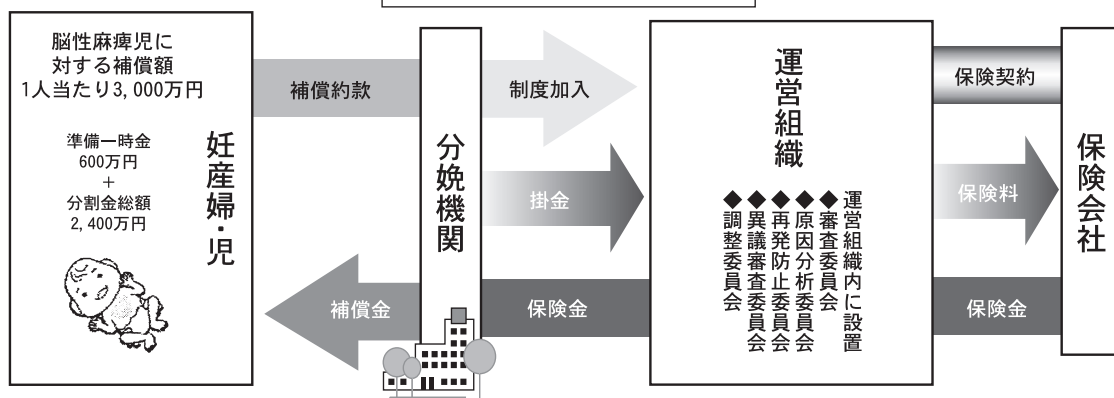 脳性麻痺児に
対する補償額
1人当たり3,000万円
準備一時金
600万円
+
分割金総額
2,400万円
妊産婦・児
補償約款
補償金
分娩機関
制度加入
掛金
保険金
運営組織
運営組織内に設置
◆審査委員会
◆原因分析委員会
◆再発防止委員会
◆異議審査委員会
◆調整委員会
保険契約
保険料
保険金
保険会社